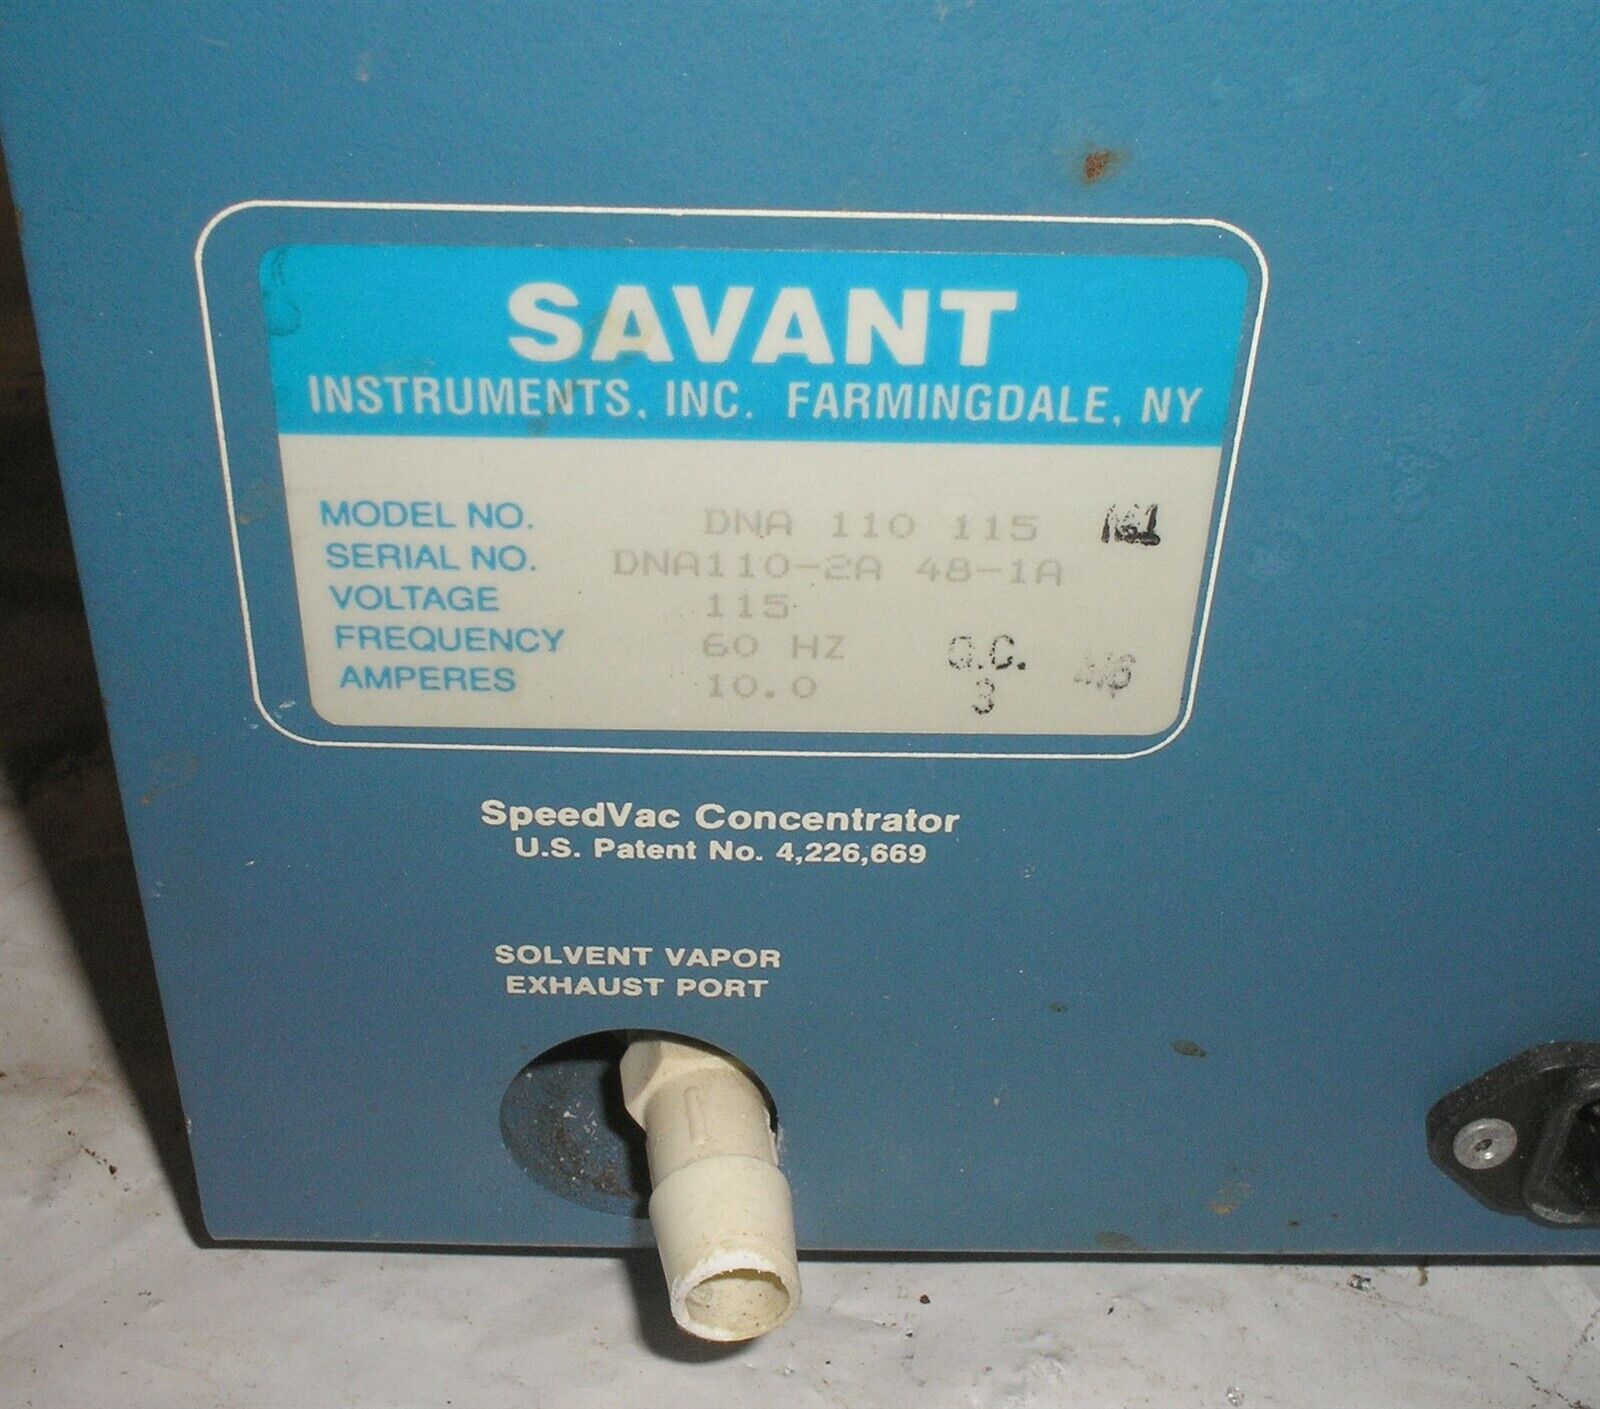 SAVANT
INSTRUMENTS, INC. FARMINGDALE, NY
MODEL NO. DNA 110 115
SERIAL NO. DNA110-2A 48-1A
VOLTAGE 115
FREQUENCY 60 HZ Q.C.
AMPERES 10.0 3
SpeedVac Concentrator
U.S. Patent No. 4,226,669
SOLVENT VAPOR
EXHAUST PORT